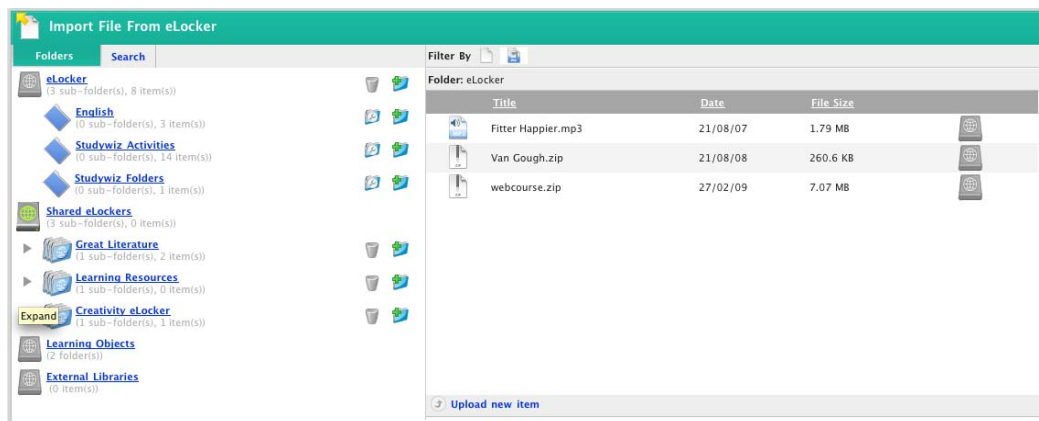 Import File From eLocker
Folders Search
eLocker
(3 sub-folder(s), 8 item(s))
English
(0 sub-folder(s), 3 item(s))
Studywiz Activities
(0 sub-folder(s), 14 item(s))
Studywiz Folders
(0 sub-folder(s), 1 item(s))
Shared eLockers
(3 sub-folder(s), 0 item(s))
Great Literature
(1 sub-folder(s), 2 item(s))
Learning Resources
(1 sub-folder(s), 0 item(s))
Expand
Creativity eLocker
(1 sub-folder(s), 1 item(s))
Learning Objects
(2 folder(s))
External Libraries
(0 item(s))
Filter By
Folder: eLocker
Title Date File Size
Fitter Happier.mp3 21/08/07 1.79 MB
Van Gough.zip 21/08/08 260.6 KB
webcourse.zip 27/02/09 7.07 MB
Upload new item